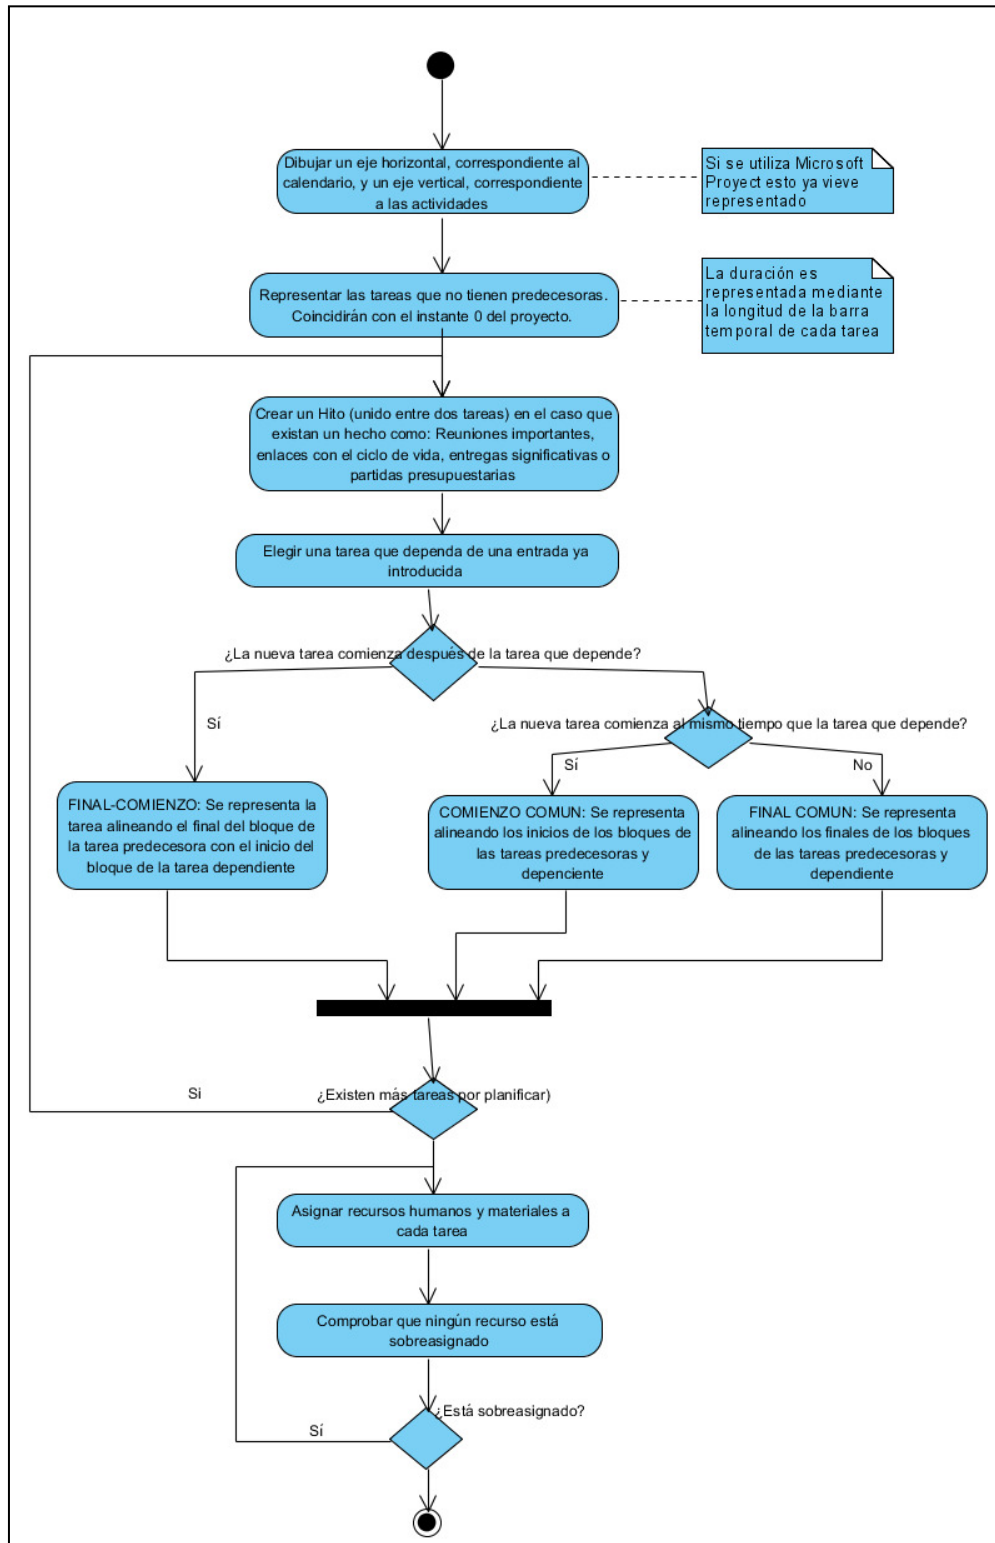 Dibujar un eje horizontal, correspondiente al
calendario, y un eje vertical, correspondiente
a las actividades
Si se utiliza Microsoft
Proyect esto ya vieve
representado
Representar las tareas que no tienen predecesoras.
Coincidirán con el instante 0 del proyecto.
La duración es
representada mediante
la longitud de la barra
temporal de cada tarea
Crear un Hito (unido entre dos tareas) en el caso que
existan un hecho como: Reuniones importantes,
enlaces con el ciclo de vida, entregas significativas o
partidas presupuestarias
Elegir una tarea que dependa de una entrada ya
introducida
¿La nueva tarea comienza después de la tarea que depende?
Sí
¿La nueva tarea comienza al mismo tiempo que la tarea que depende?
Sí
No
FINAL-COMIENZO: Se representa la
tarea alineando el final del bloque de
la tarea predecesora con el inicio del
bloque de la tarea dependiente
COMIENZO COMUN: Se representa
alineando los inicios de los bloques de
las tareas predecesoras y
depenciente
FINAL COMUN: Se representa
alineando los finales de los bloques
de las tareas predecesoras y
dependiente
Si
¿Existen más tareas por planificar)
Asignar recursos humanos y materiales a
cada tarea
Comprobar que ningún recurso está
sobreasignado
¿Está sobreasignado?
Sí